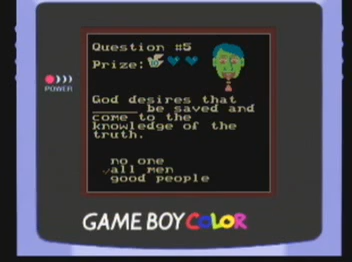 Question #5
Prize:
POWER
God desires that
_____ be saved and
come to the
knowledge of the
truth.
no one
all men
good people
GAME BOY COLOR